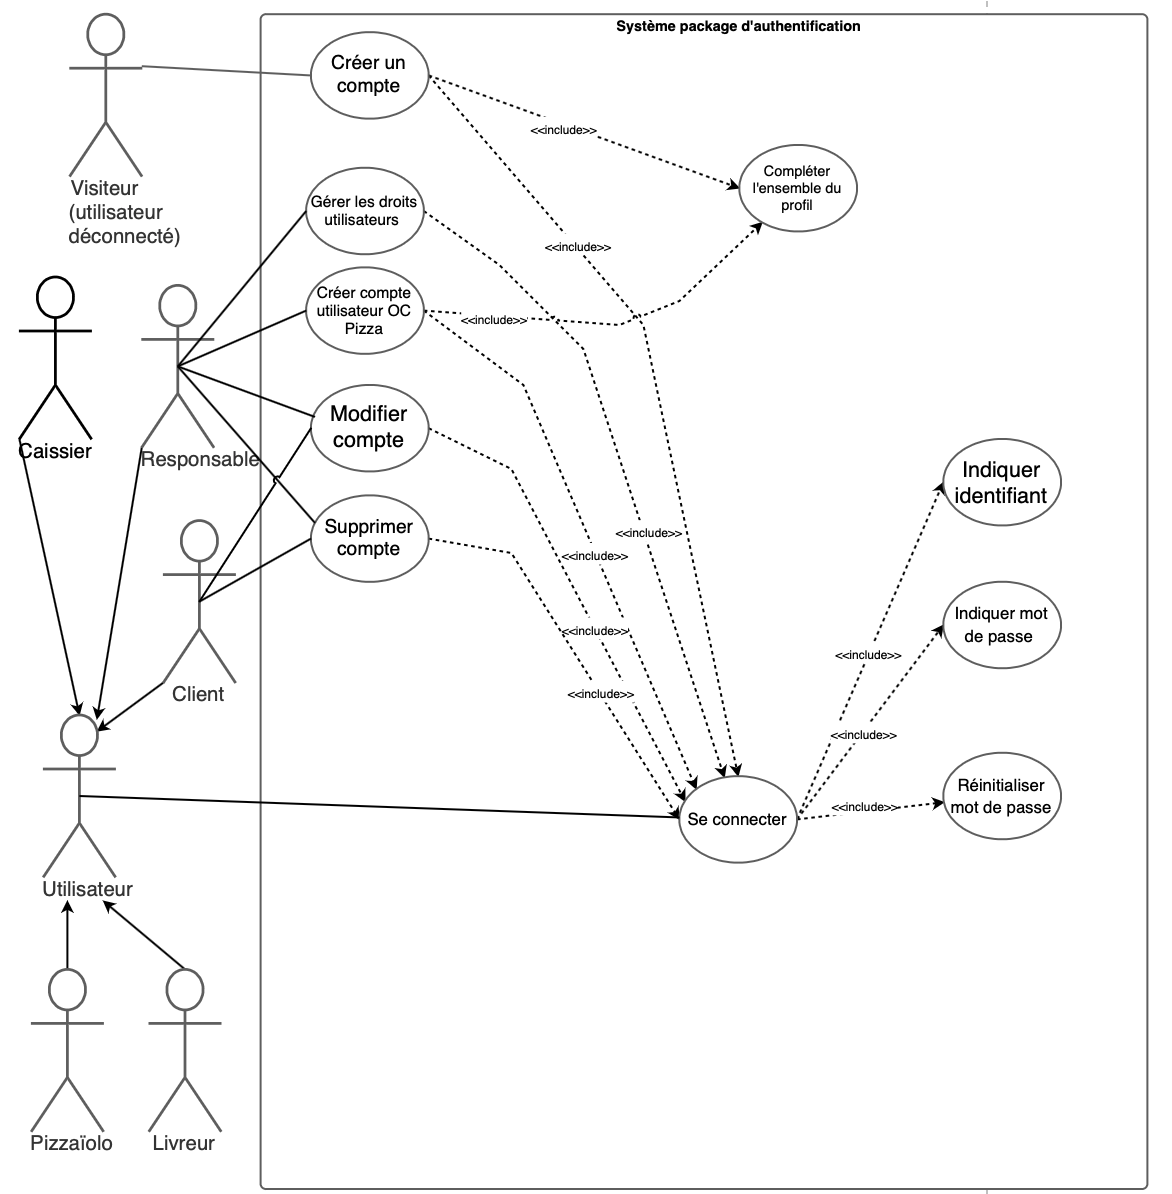 Système package d'authentification
Créer un
compte
<<include>>
Visiteur
(utilisateur
déconnecté)
Compléter
l'ensemble du
profil
Gérer les droits
utilisateurs
<<include>>
Créer compte
utilisateur OC
Pizza
<<include>>
Caissier
Responsable
Modifier
compte
Supprimer
compte
Indiquer
identifiant
<<include>>
<<include>>
<<include>>
<<include>>
Client
Indiquer mot
de passe
<<include>>
<<include>>
Réinitialiser
mot de passe
<<include>>
Se connecter
Utilisateur
Pizzaïolo
Livreur